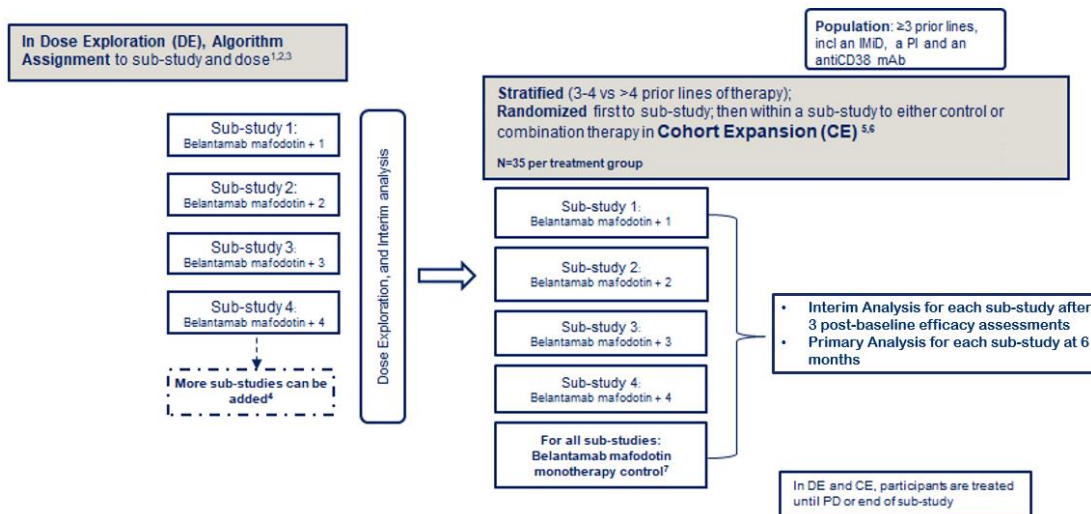 In Dose Exploration (DE), Algorithm
Assignment to sub-study and dose1,2,3
Sub-study 1:
Belantamab mafodotin + 1
Sub-study 2:
Belantamab mafodotin + 2
Sub-study 3:
Belantamab mafodotin + 3
Sub-study 4:
Belantamab mafodotin + 4
More sub-studies can be
added4
Dose Exploration, and Interim analysis
Population: ≥3 prior lines,
incl an IMiD, a PI and an
antiCD38 mAb
Stratified (3-4 vs >4 prior lines of therapy);
Randomized first to sub-study; then within a sub-study to either control or
combination therapy in Cohort Expansion (CE) 5,6
N=35 per treatment group
Sub-study 1:
Belantamab mafodotin + 1
Sub-study 2:
Belantamab mafodotin + 2
Sub-study 3:
Belantamab mafodotin + 3
Sub-study 4:
Belantamab mafodotin + 4
For all sub-studies:
Belantamab mafodotin
monotherapy control7
• Interim Analysis for each sub-study after
3 post-baseline efficacy assessments
• Primary Analysis for each sub-study at 6
months
In DE and CE, participants are treated
until PD or end of sub-study